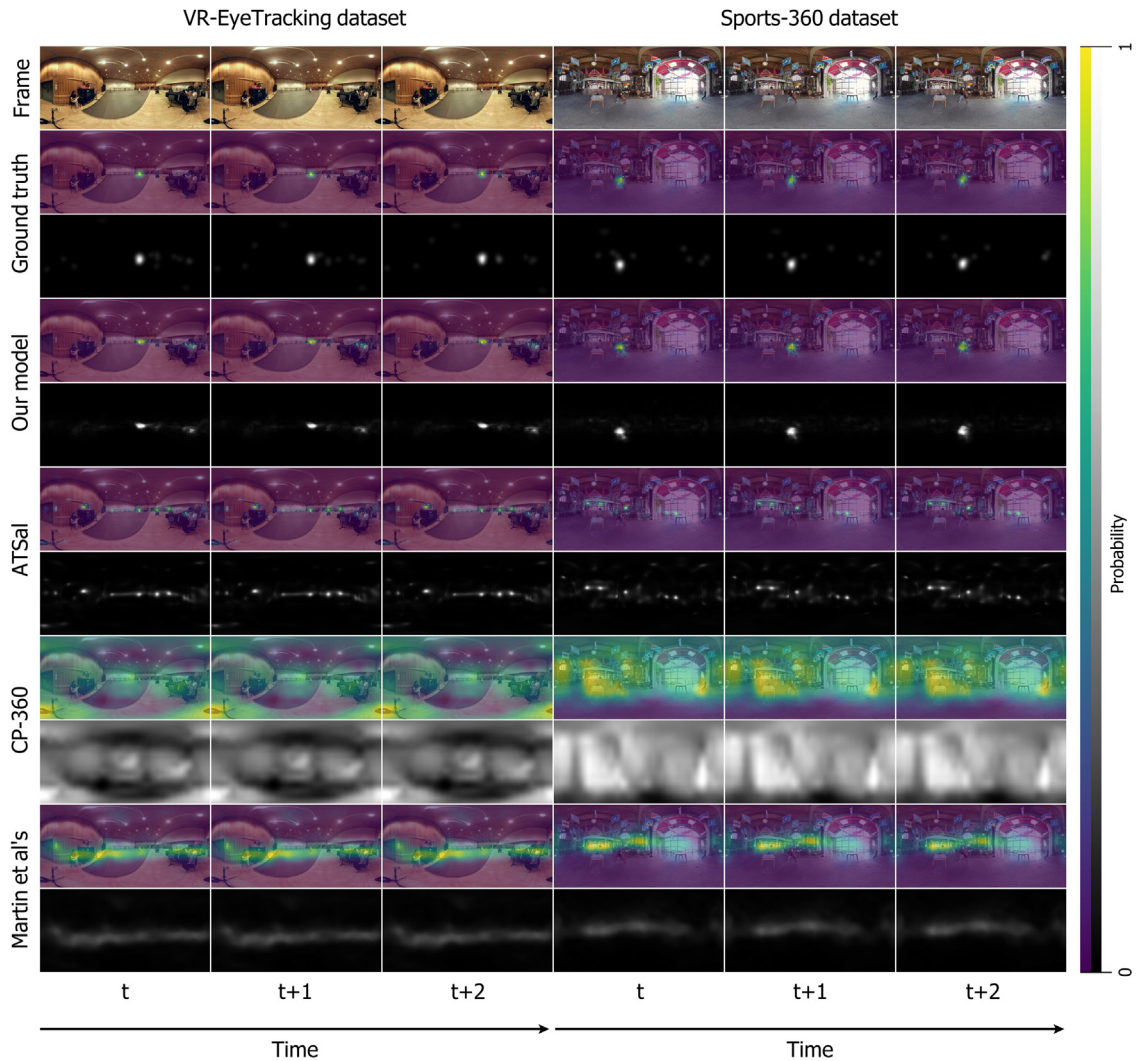 VR-EyeTracking dataset
Sports-360 dataset
Frame
Ground truth
Our model
ATSal
CP-360
Martin et al's
1
Probability
0
t
t+1
t+2
t
t+1
t+2
Time
Time